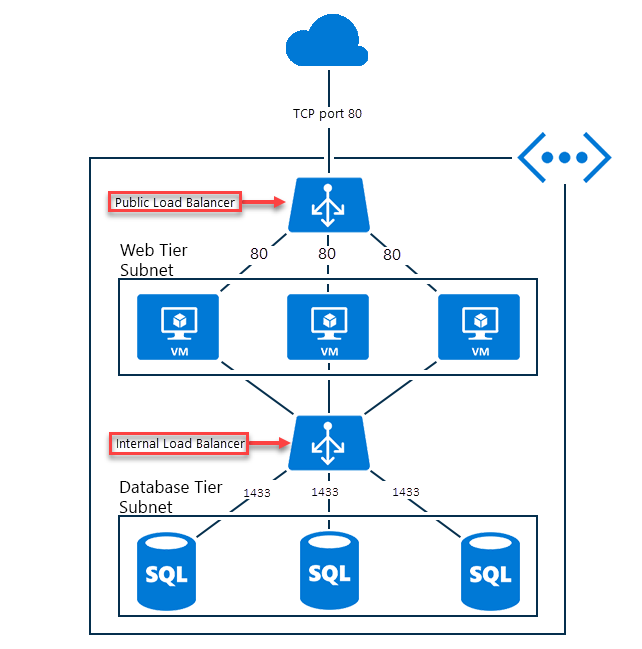 TCP port 80
Public Load Balancer
80 80 80
Web Tier
Subnet
VM VM VM
Internal Load Balancer
1433 1433 1433
Database Tier
Subnet
SQL SQL SQL